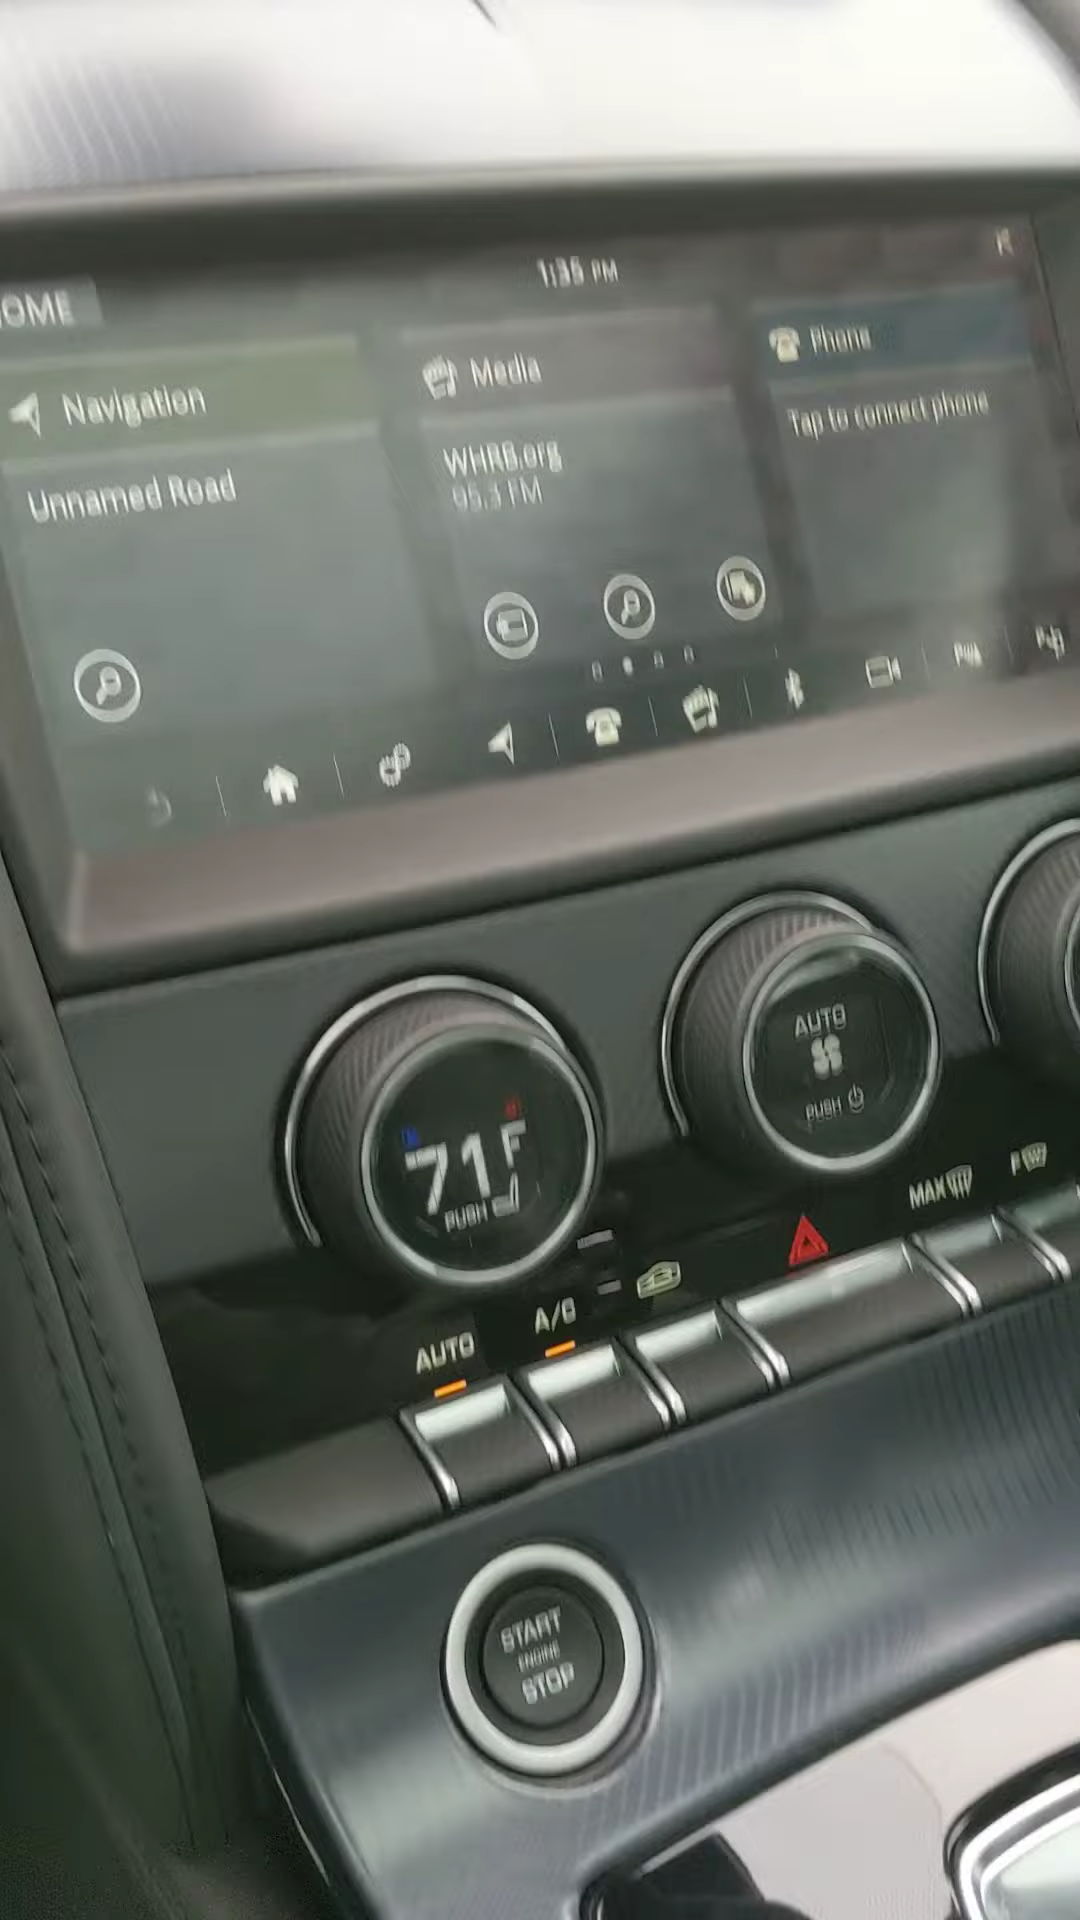 1:35 PM
HOME
Navigation
Media
Phone
Unnamed Road
WHRB.org
95.3 FM
Tap to connect phone
71F
PUSH
AUTO
PUSH
MAX
F
A/C
AUTO
START
ENGINE
STOP